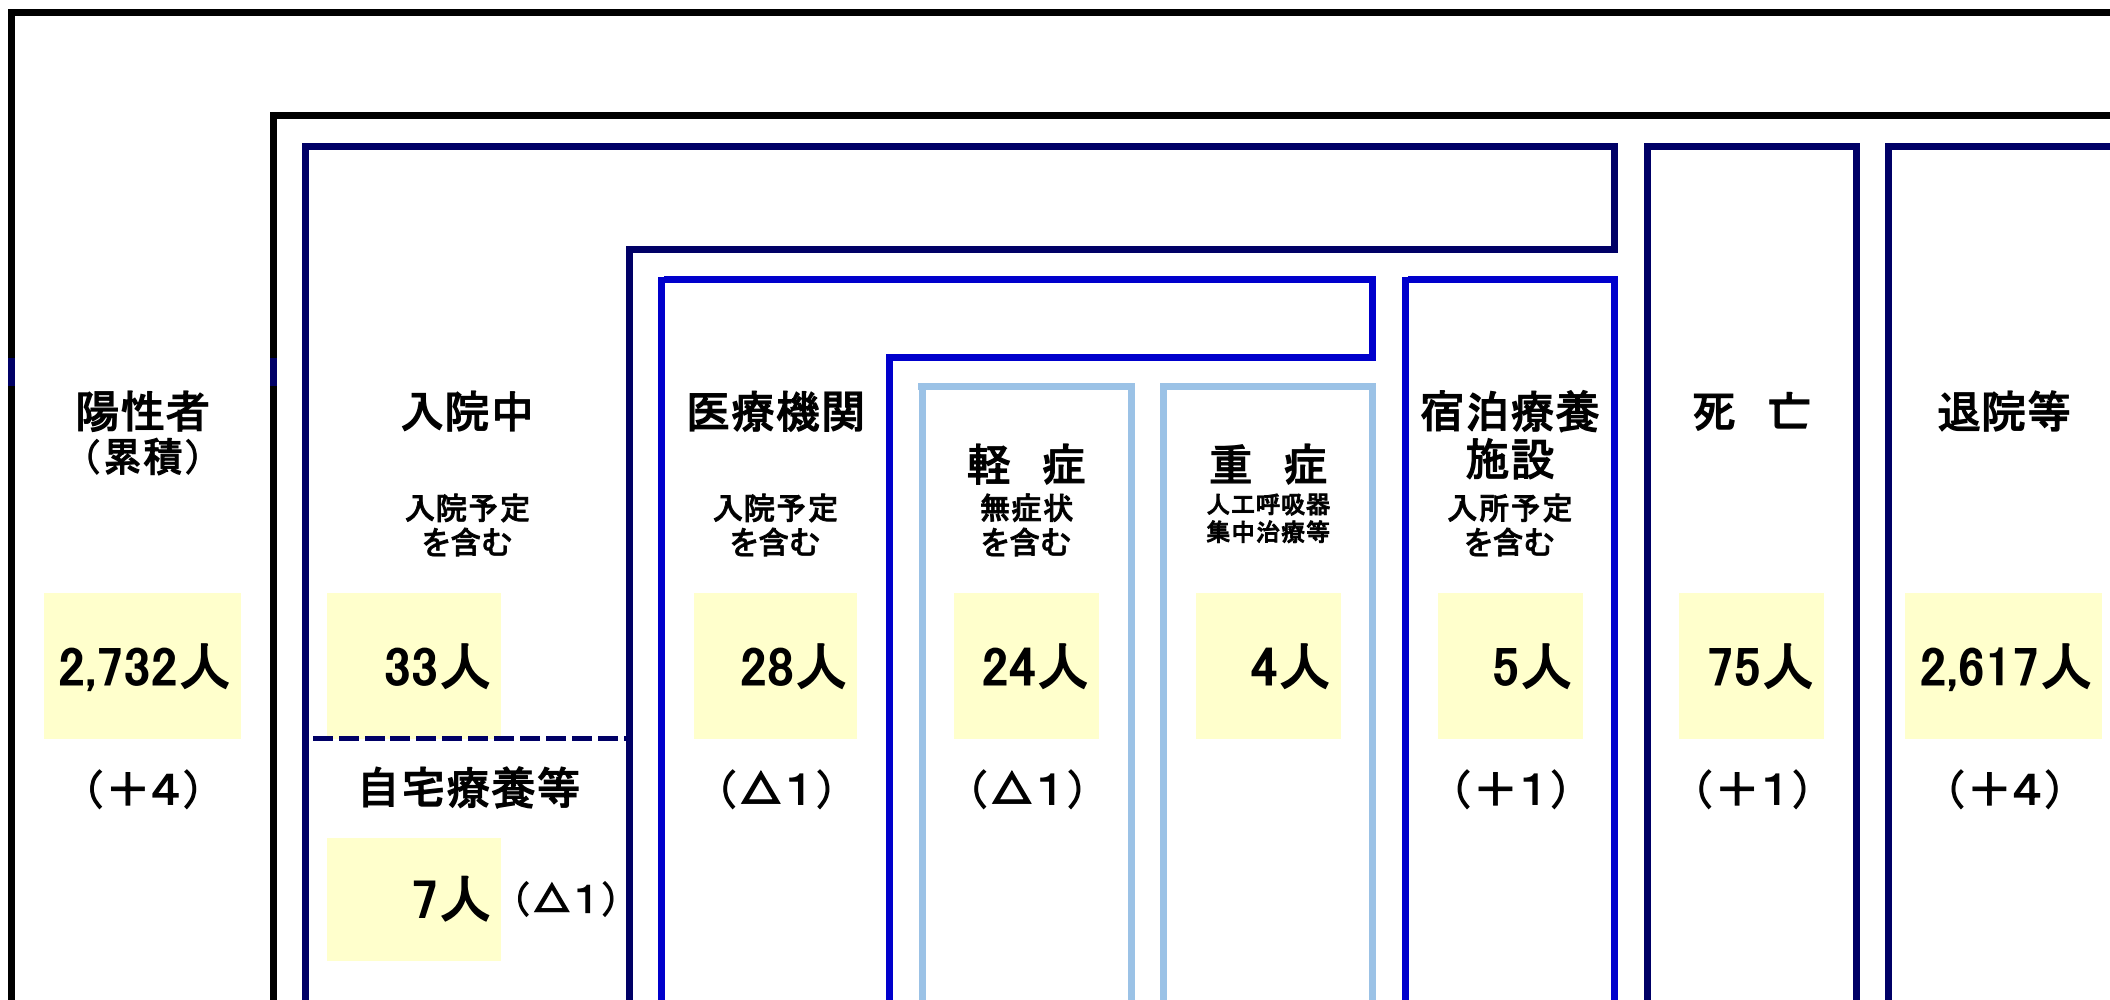 陽性者
（累積）
2,732人
（＋4）
入院中
入院予定
を含む
33人
自宅療養等
7人（△1）
医療機関
入院予定
を含む
28人
（△1）
軽　症
無症状
を含む
24人
（△1）
重　症
人工呼吸器
集中治療等
4人
宿泊療養
施設
入所予定
を含む
5人
（＋1）
死　亡
75人
（＋1）
退院等
2,617人
（＋4）